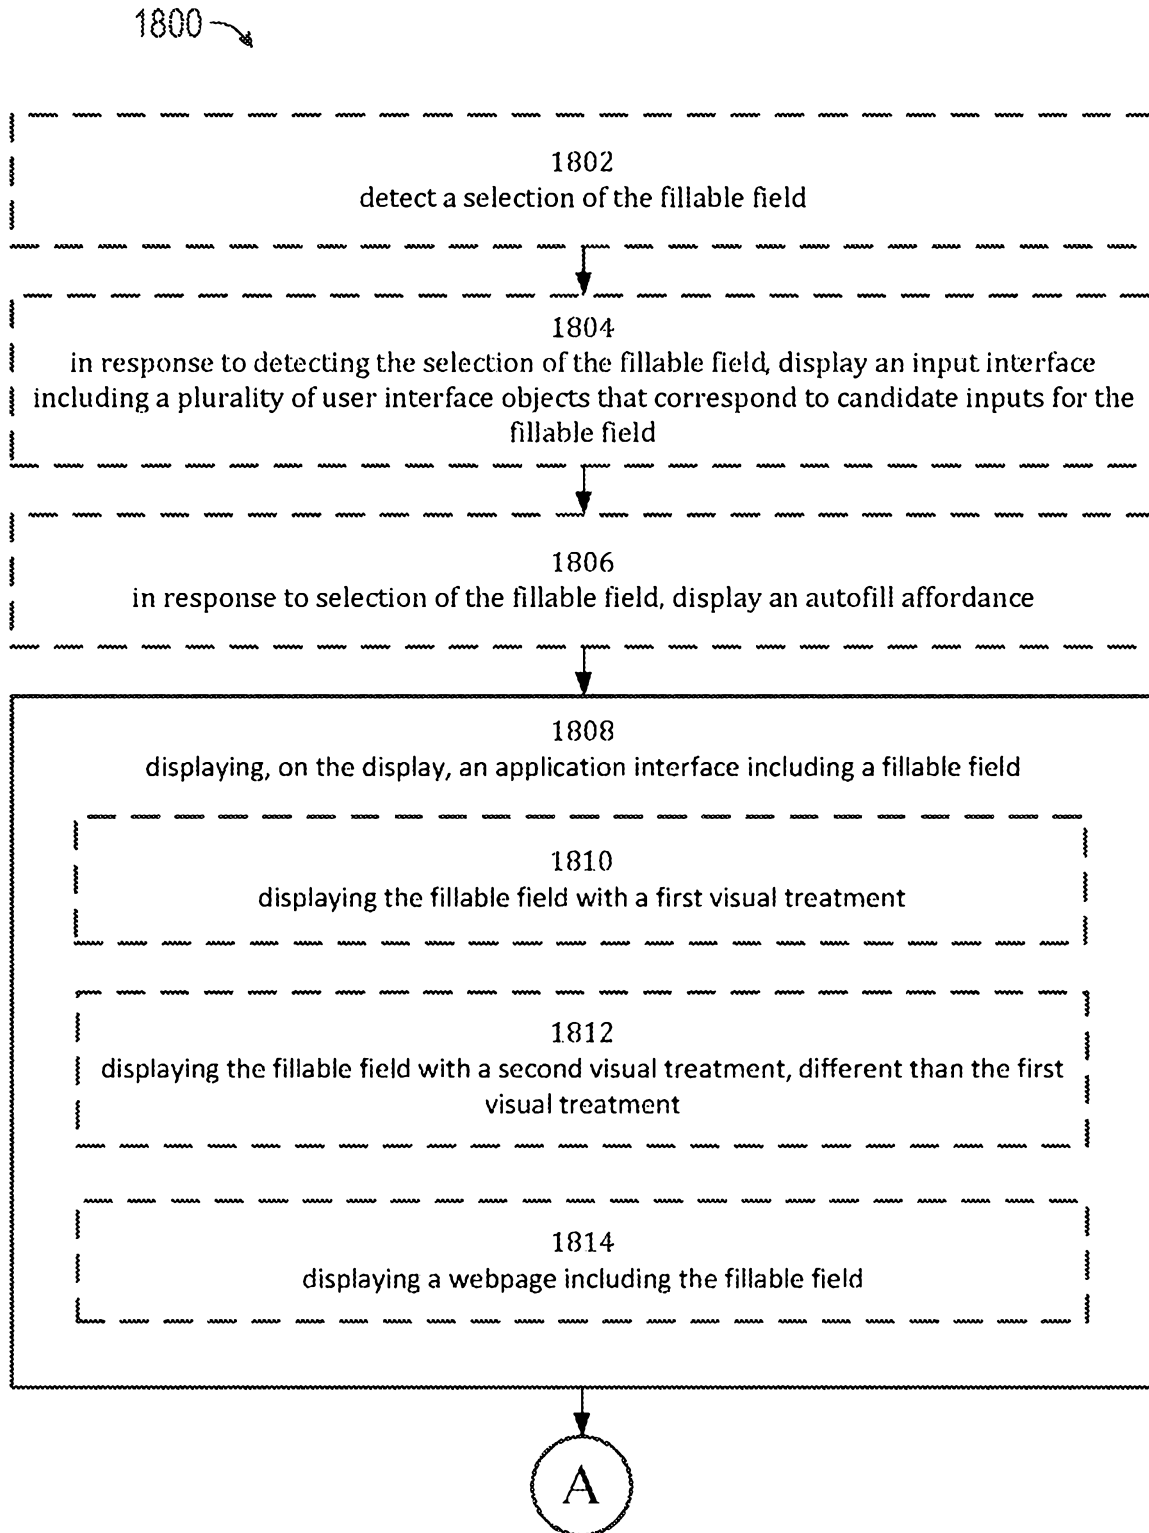 1800
1802
detect a selection of the fillable field
1804
in response to detecting the selection of the fillable field, display an input interface
including a plurality of user interface objects that correspond to candidate inputs for the
fillable field
1806
in response to selection of the fillable field, display an autofill affordance
1808
displaying, on the display, an application interface including a fillable field
1810
displaying the fillable field with a first visual treatment
1812
displaying the fillable field with a second visual treatment, different than the first
visual treatment
1814
displaying a webpage including the fillable field
A